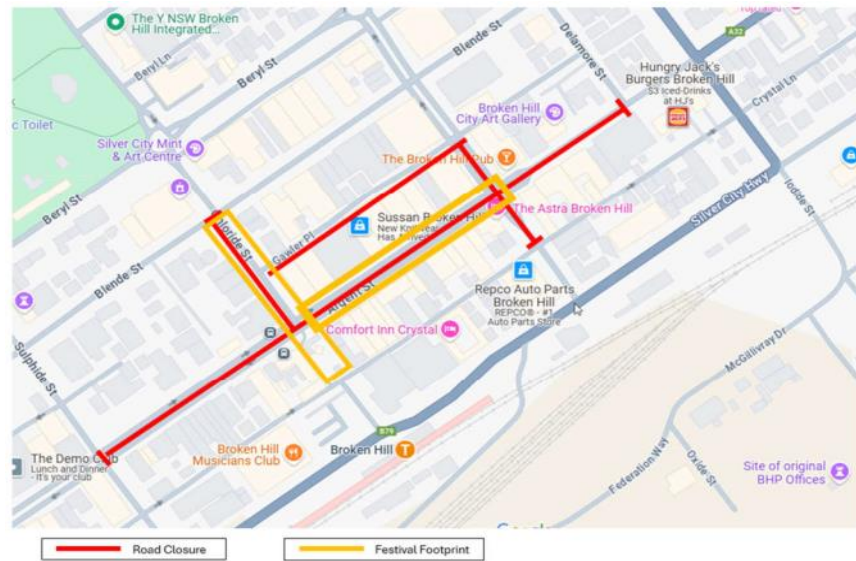 The Y NSW Broken
Hill Integrated...
Beryl Ln
Beryl St
Blende St
Delamore St
A32
Hungry Jack's
Burgers Broken Hill
$3 Iced-Drinks
at HJ's
Crystal Ln
c Toilet
Silver City Mint
& Art Centre
Broken Hill
City Art Gallery
The Broken Hill Pub
Beryl St
Sussan Broken Hill
The Astra Broken Hill
Silver City Hwy
Iodide St
Gawler Pl
Blende St
Argent St
Repco Auto Parts
Broken Hill
REPCO® - #1
Auto Parts Store
Comfort Inn Crystal
Sulphide St
McGillivray Dr
B79
The Demo Club
Lunch and Dinner
- It's your club
Broken Hill
Musicians Club
Broken Hill
Federation Way
Oxide St
Site of original
BHP Offices
Road Closure
Festival Footprint